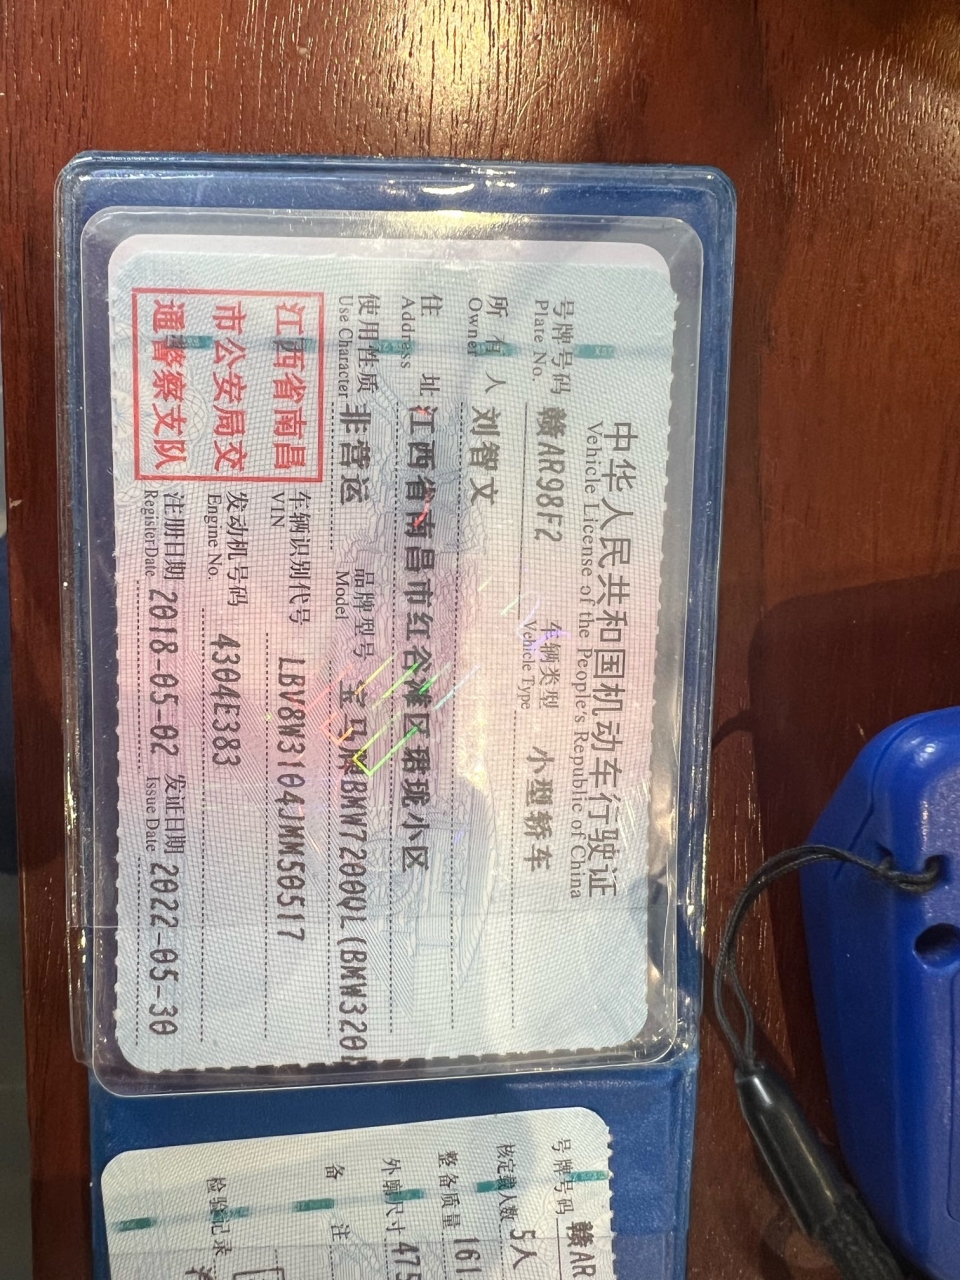 中华人民共和国机动车行驶证
Vehicle License of the People's Republic of China
号牌号码 赣AR98F2 车辆类型 小型轿车
Plate No. Vehicle Type
所有人 刘智文
Owner
住址 江西省南昌市红谷滩区珺珑小区
Address
使用性质 非营运 品牌型号 宝马牌BMW7200QL(BMW320
Use Character Model
江西省南昌
市公安局交
通警察支队
车辆识别代号 LBV8W3104JMM50517
VIN
发动机号码 4304E383
Engine No.
注册日期 2018-05-02 发证日期 2022-05-30
Register Date Issue Date
号牌号码 赣AR
核定载人数 5人
整备质量 161
外廓尺寸 475
备注
检验记录